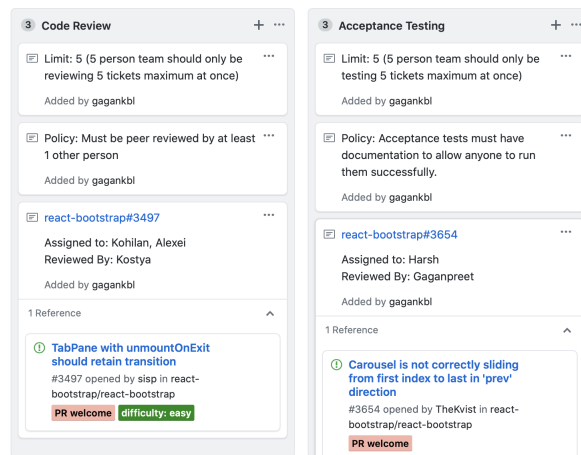 3 Code Review
Limit: 5 (5 person team should only be
reviewing 5 tickets maximum at once)
Added by gagankbl
Policy: Must be peer reviewed by at least
1 other person
Added by gagankbl
react-bootstrap#3497
Assigned to: Kohilan, Alexei
Reviewed By: Kostya
Added by gagankbl
1 Reference
TabPane with unmountOnExit
should retain transition
#3497 opened by sisp in react-
bootstrap/react-bootstrap
PR welcome difficulty: easy
3 Acceptance Testing
Limit: 5 (5 person team should only be
testing 5 tickets maximum at once)
Added by gagankbl
Policy: Acceptance tests must have
documentation to allow anyone to run
them successfully.
Added by gagankbl
react-bootstrap#3654
Assigned to: Harsh
Reviewed By: Gaganpreet
Added by gagankbl
1 Reference
Carousel is not correctly sliding
from first index to last in 'prev'
direction
#3654 opened by TheKvist in react-
bootstrap/react-bootstrap
PR welcome